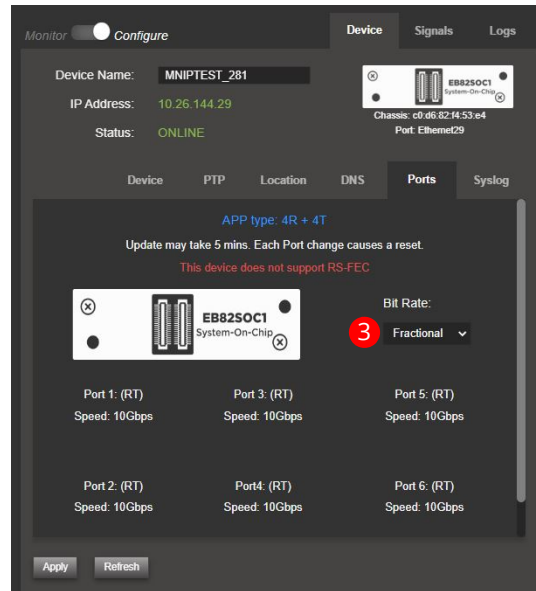 Monitor Configure Device Signals Logs
Device Name: MNIPTEST_281
IP Address: 10.26.144.29
Status: ONLINE
EB82SOC1
System-On-Chip
Chassis: c0:d6:82:f4:53:e4
Port: Ethernet29
Device PTP Location DNS Ports Syslog
APP type: 4R + 4T
Update may take 5 mins. Each Port change causes a reset.
This device does not support RS-FEC
EB82SOC1
System-On-Chip
Bit Rate:
3 Fractional
Port 1: (RT) Port 3: (RT) Port 5: (RT)
Speed: 10Gbps Speed: 10Gbps Speed: 10Gbps
Port 2: (RT) Port4: (RT) Port 6: (RT)
Speed: 10Gbps Speed: 10Gbps Speed: 10Gbps
Apply Refresh